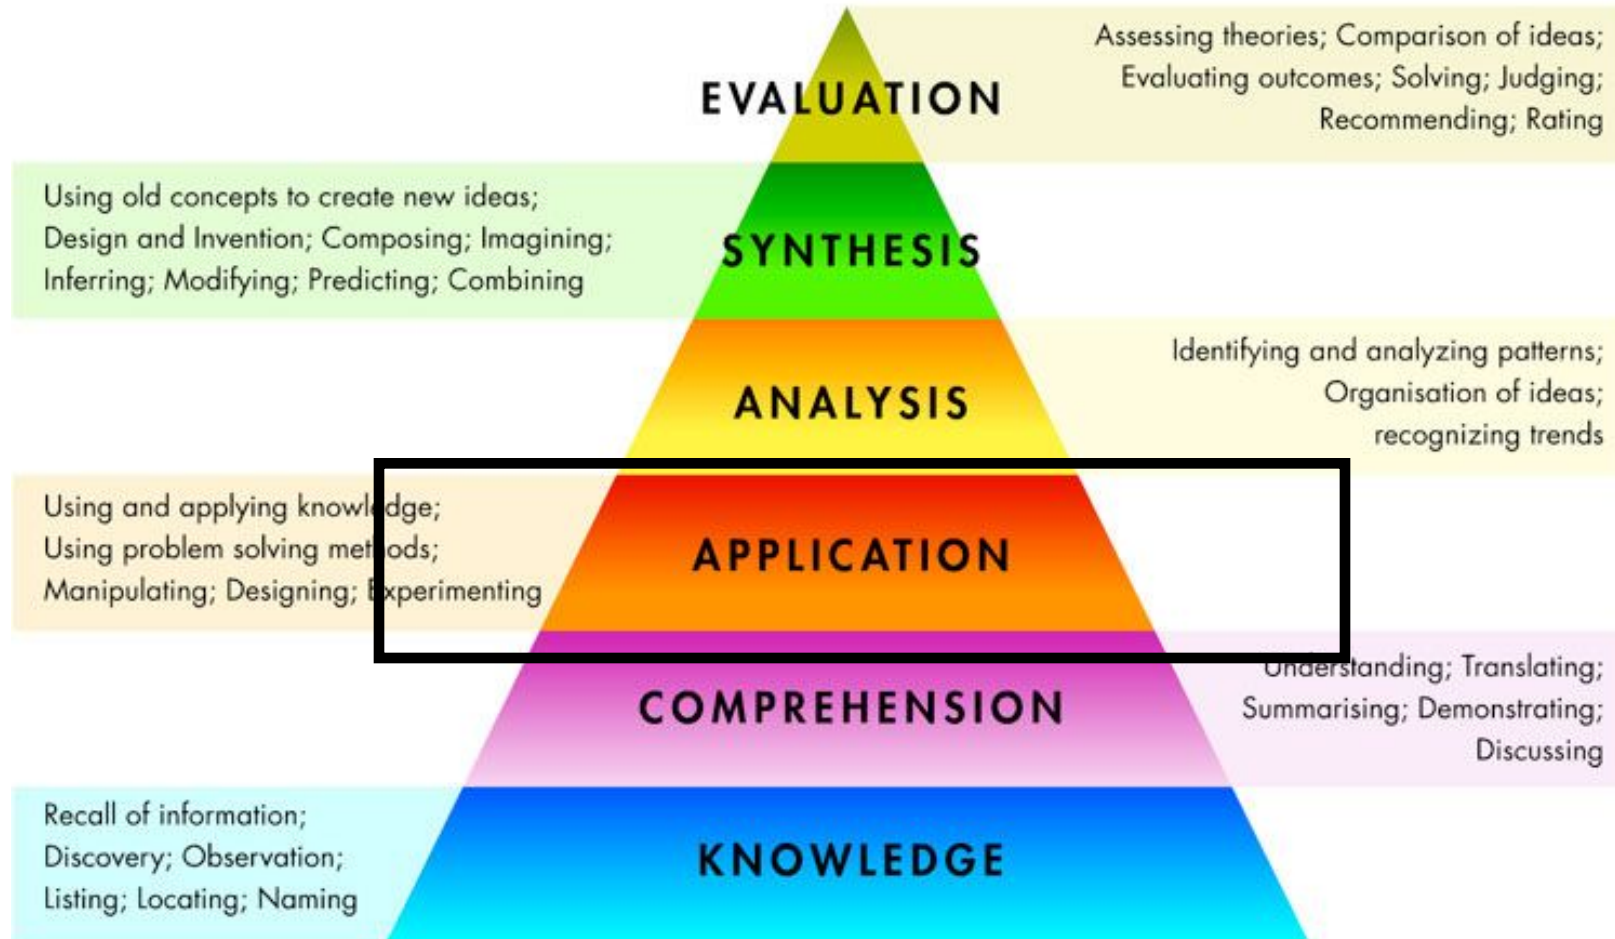 EVALUATION
Assessing theories; Comparison of ideas;
Evaluating outcomes; Solving; Judging;
Recommending; Rating
Using old concepts to create new ideas;
Design and Invention; Composing; Imagining;
Inferring; Modifying; Predicting; Combining
SYNTHESIS
ANALYSIS
Identifying and analyzing patterns;
Organisation of ideas;
recognizing trends
Using and applying knowledge;
Using problem solving methods;
Manipulating; Designing; Experimenting
APPLICATION
COMPREHENSION
Understanding; Translating;
Summarising; Demonstrating;
Discussing
Recall of information;
Discovery; Observation;
Listing; Locating; Naming
KNOWLEDGE